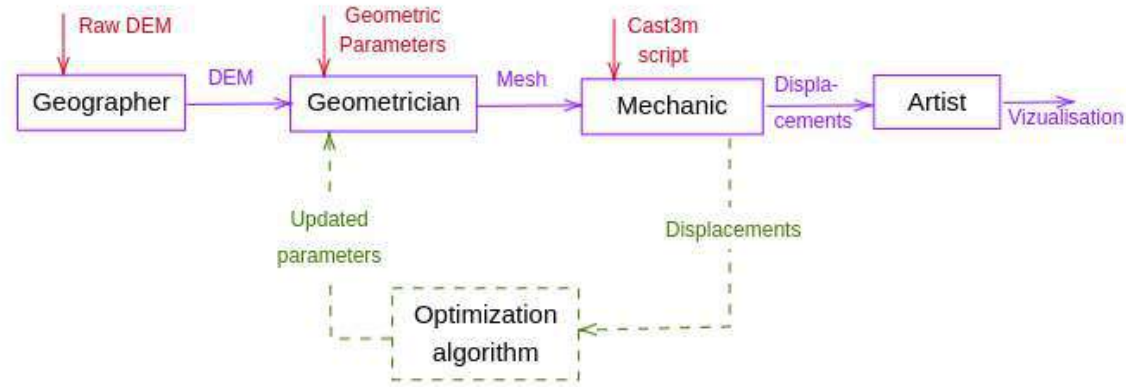 Raw DEM
Geometric
Parameters
Cast3m
script
Geographer
DEM
Geometrician
Mesh
Mechanic
Displa-
cements
Artist
Vizualisation
Updated
parameters
Displacements
Optimization
algorithm